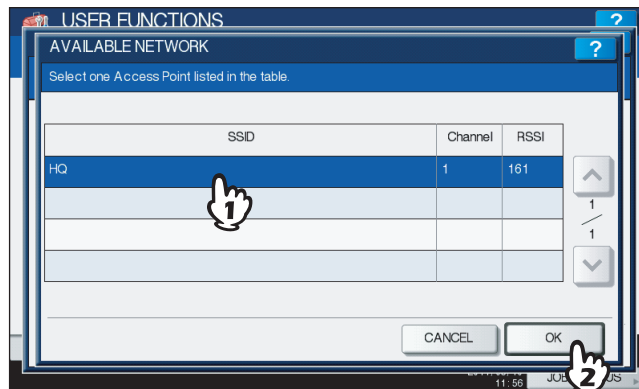 USER FUNCTIONS
?
AVAILABLE NETWORK
?
Select one Access Point listed in the table.
SSID Channel RSSI
HQ 1 161
1
1
1
CANCEL OK
2
11:56